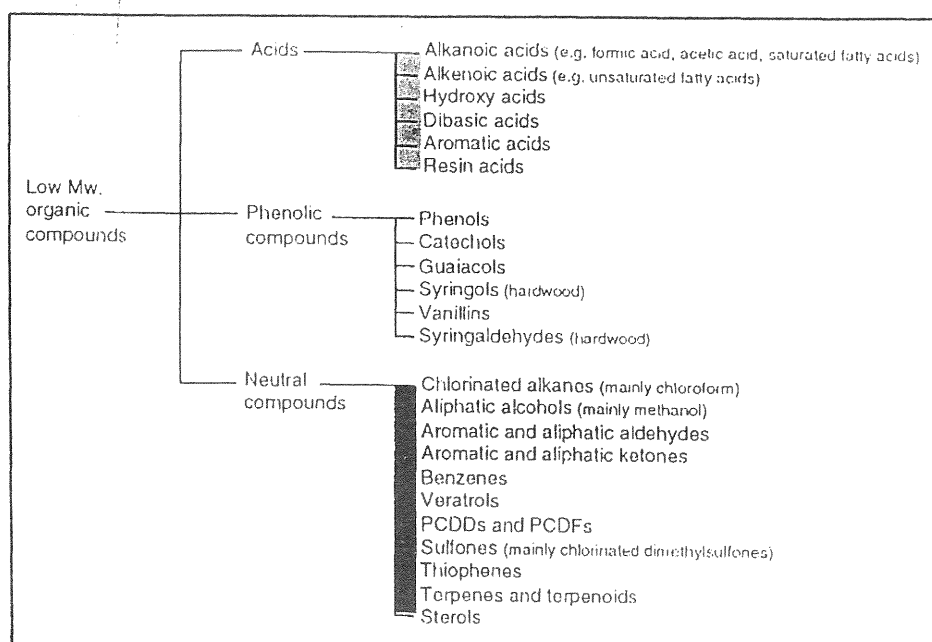 Acids
Alkanoic acids (e.g. formic acid, acetic acid, saturated fatty acids)
Alkenoic acids (e.g. unsaturated fatty acids)
Hydroxy acids
Dibasic acids
Aromatic acids
Resin acids
Low Mw.
organic
compounds
Phenolic
compounds
Phenols
Catechols
Guaiacols
Syringols (hardwood)
Vanillins
Syringaldehydes (hardwood)
Neutral
compounds
Chlorinated alkanes (mainly chloroform)
Aliphatic alcohols (mainly methanol)
Aromatic and aliphatic aldehydes
Aromatic and aliphatic ketones
Benzenes
Veratrols
PCDDs and PCDFs
Sulfones (mainly chlorinated dimethylsulfones)
Thiophenes
Terpenes and terpenoids
Sterols